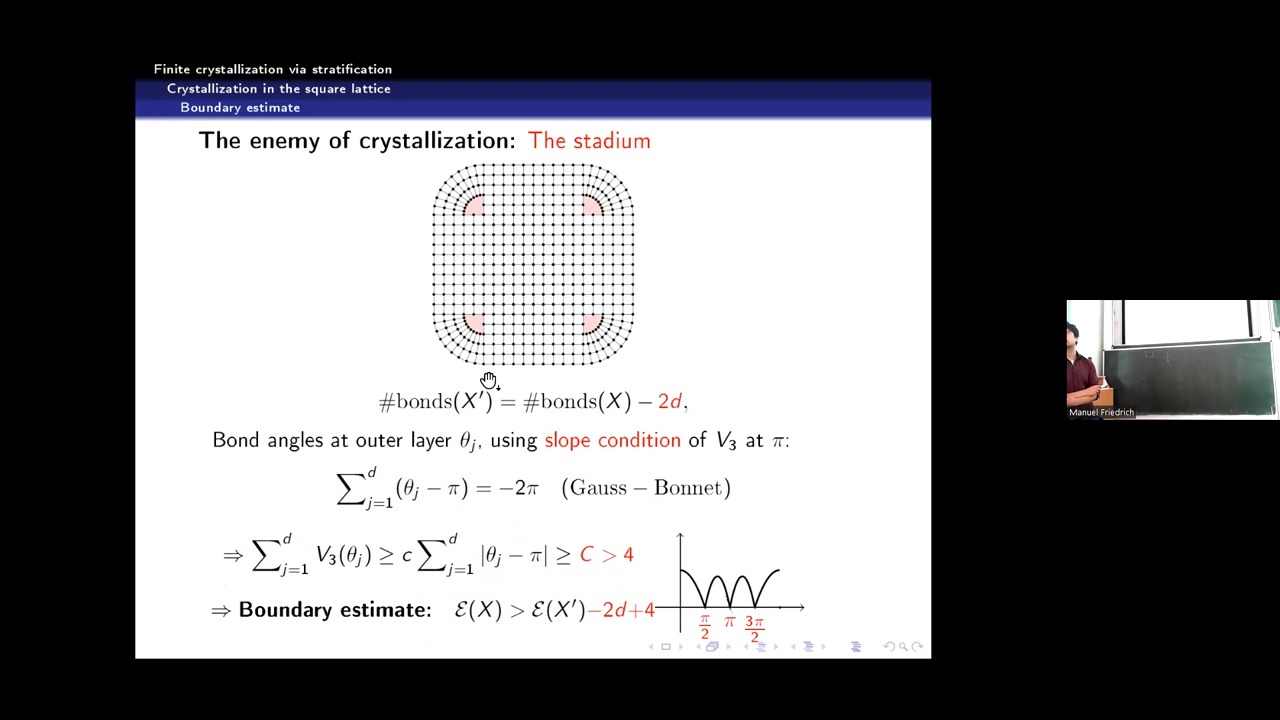 Finite crystallization via stratification
Crystallization in the square lattice
Boundary estimate
The enemy of crystallization: The stadium
#bonds(X′) = #bonds(X) − 2d,
Bond angles at outer layer θ_j, using slope condition of V_3 at π:
∑_{j=1}^{d} (θ_j − π) = −2π (Gauss − Bonnet)
⇒ ∑_{j=1}^{d} V_3(θ_j) ≥ c ∑_{j=1}^{d} |θ_j − π| ≥ C > 4
⇒ Boundary estimate: ℰ(X) > ℰ(X′)−2d+4
π/2 π 3π/2
Manuel Friedrich